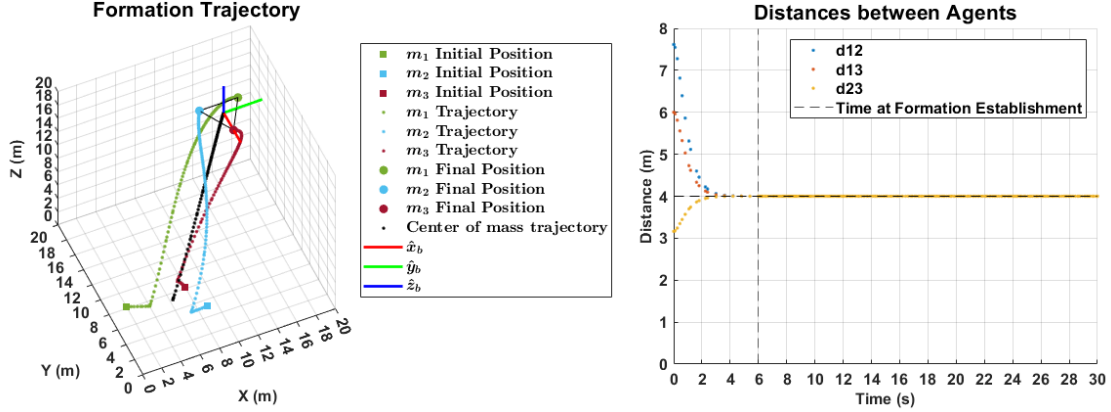 Formation Trajectory
Z (m)
20
18
16
14
12
10
8
6
4
2
0
20
18
16
14
12
10
8
6
4
2
0
Y (m)
0
2
4
6
8
10
12
14
16
18
20
X (m)
m₁ Initial Position
m₂ Initial Position
m₃ Initial Position
m₁ Trajectory
m₂ Trajectory
m₃ Trajectory
m₁ Final Position
m₂ Final Position
m₃ Final Position
Center of mass trajectory
x̂_b
ŷ_b
ẑ_b
Distances between Agents
Distance (m)
8
7
6
5
4
3
2
1
0
d12
d13
d23
Time at Formation Establishment
0 2 4 6 8 10 12 14 16 18 20 22 24 26 28 30
Time (s)